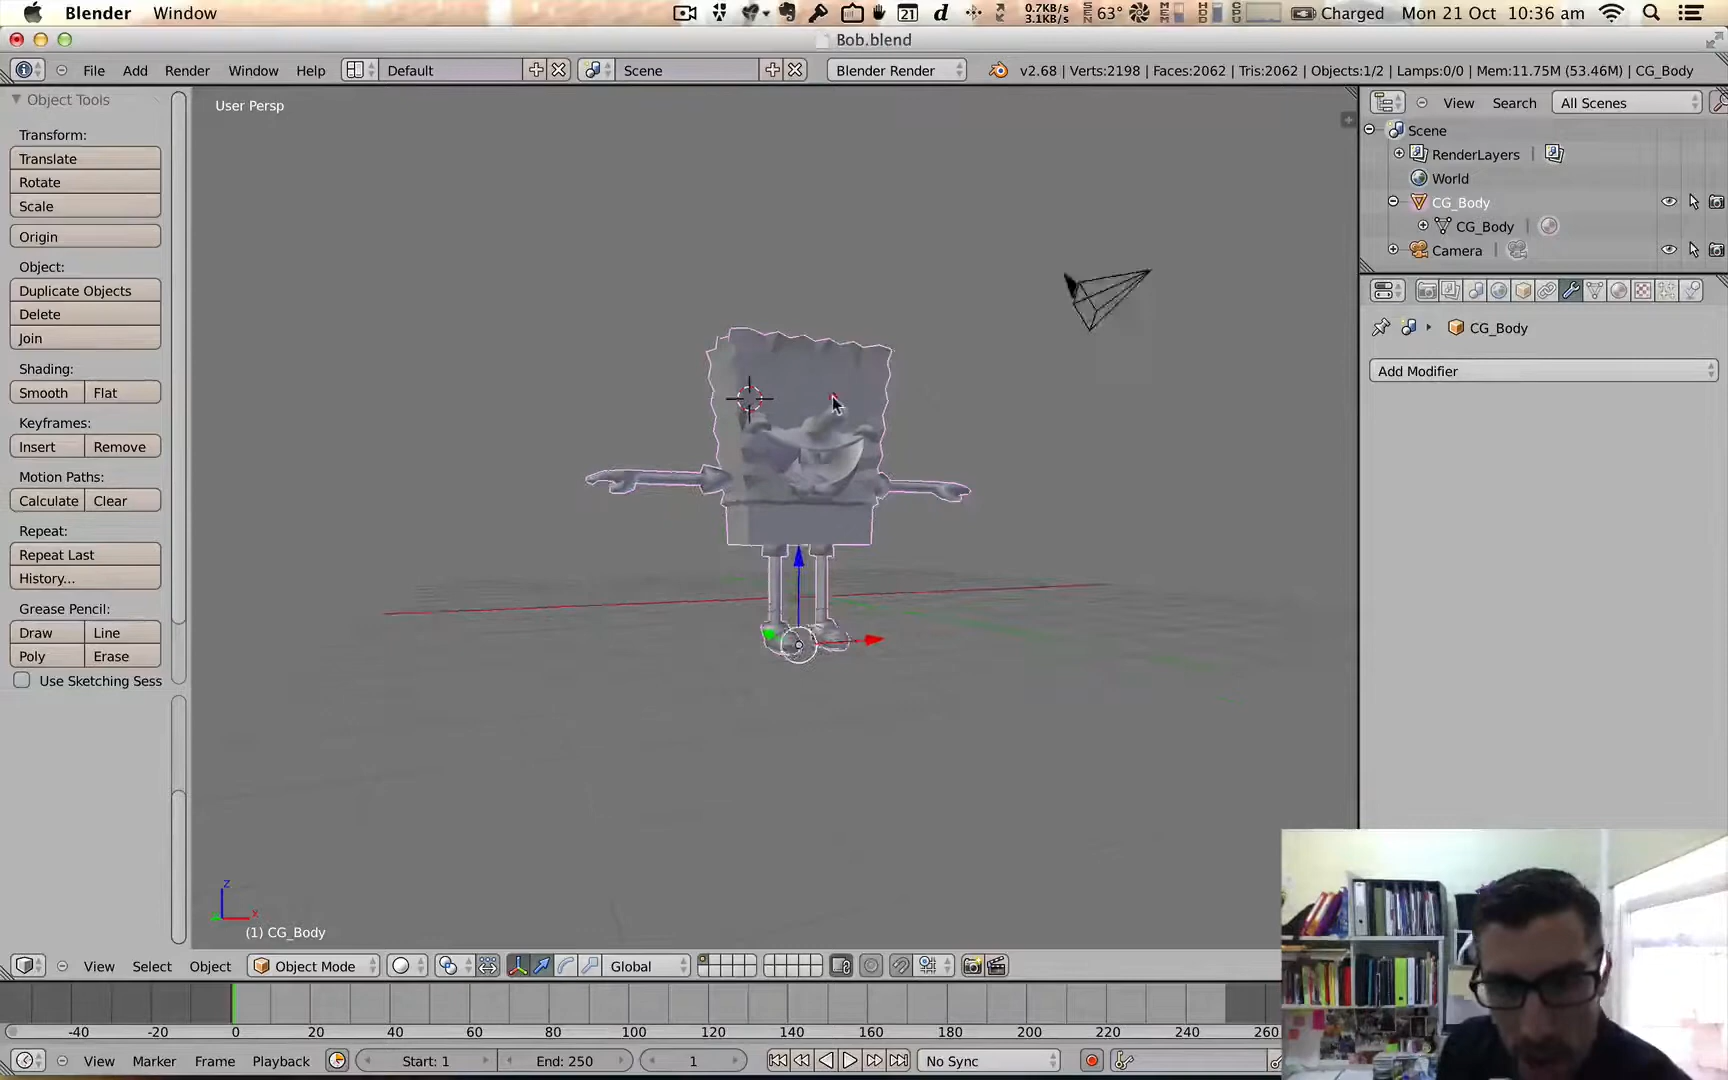 Blender Window 21 d 0.7KB/s 3.1KB/s SEN 63° MEM HD CPU Charged Mon 21 Oct 10:36 am
Bob.blend
File Add Render Window Help Default Scene Blender Render v2.68 | Verts:2198 | Faces:2062 | Tris:2062 | Objects:1/2 | Lamps:0/0 | Mem:11.75M (53.46M) | CG_Body
Object Tools
Transform:
Translate
Rotate
Scale
Origin
Object:
Duplicate Objects
Delete
Join
Shading:
Smooth Flat
Keyframes:
Insert Remove
Motion Paths:
Calculate Clear
Repeat:
Repeat Last
History...
Grease Pencil:
Draw Line
Poly Erase
Use Sketching Sess
User Persp
z
x
(1) CG_Body
View Search All Scenes
Scene
RenderLayers
World
CG_Body
CG_Body
Camera
CG_Body
Add Modifier
View Select Object Object Mode Global
-40 -20 0 20 40 60 80 100 120 140 160 180 200 220 240 260
View Marker Frame Playback Start: 1 End: 250 1 No Sync